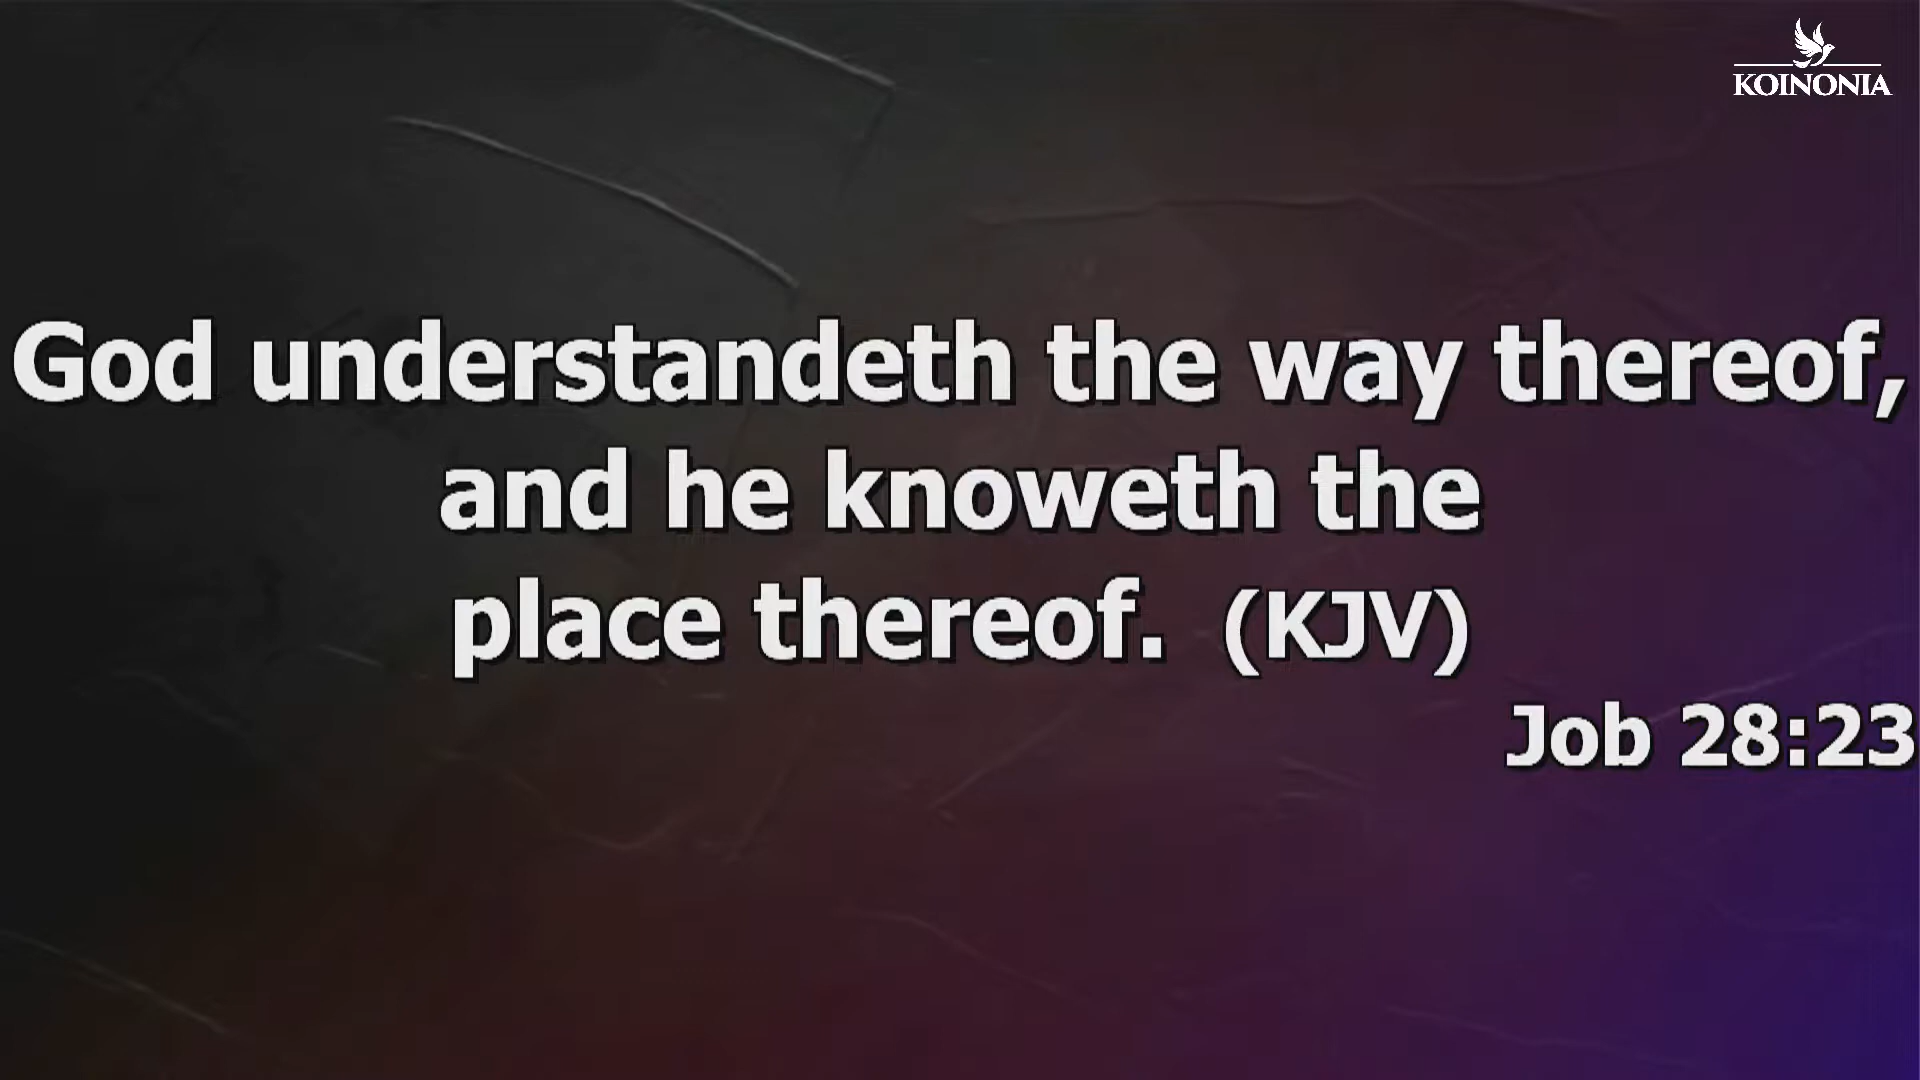 KOINONIA
God understandeth the way thereof,
and he knoweth the
place thereof. (KJV)
Job 28:23